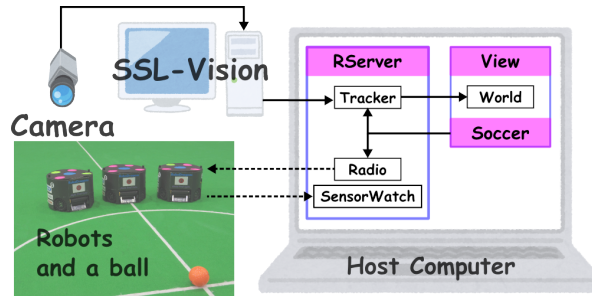 SSL-Vision
Camera
RServer
View
Tracker
World
Soccer
Radio
SensorWatch
Robots
and a ball
Host Computer